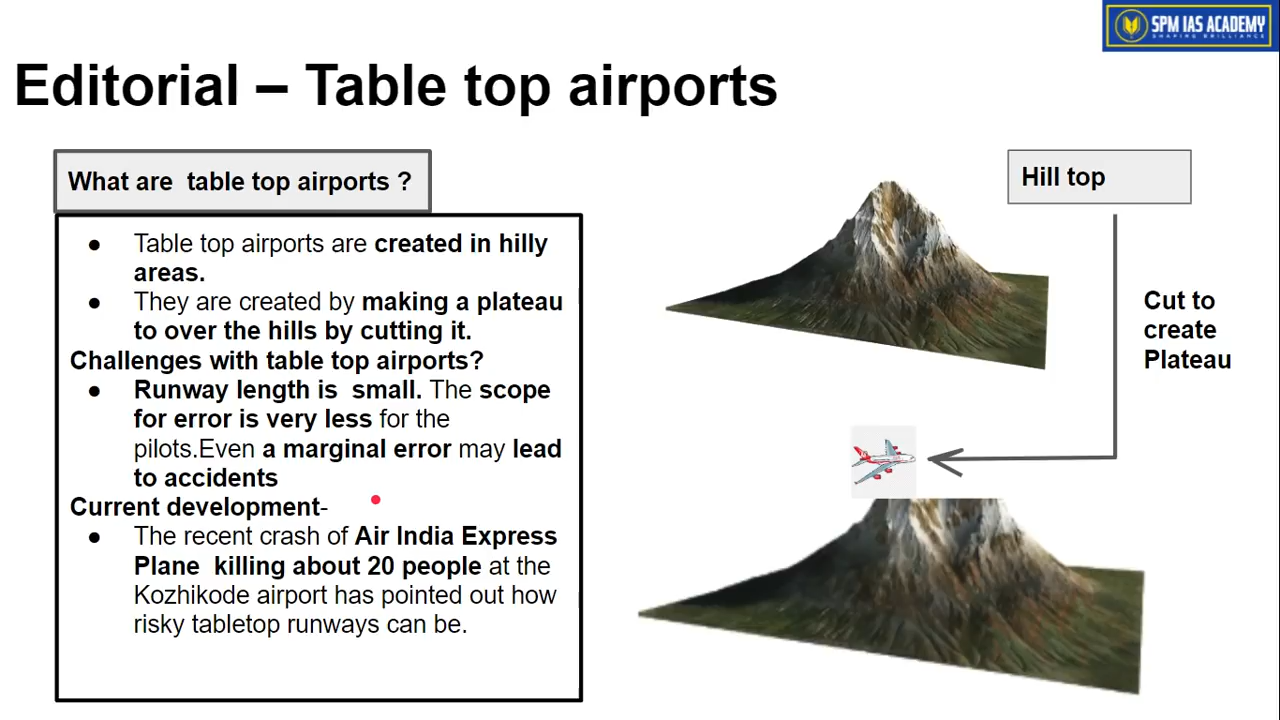 SPM IAS ACADEMY
SHAPING BRILLIANCE
Editorial – Table top airports
What are table top airports ?
● Table top airports are created in hilly
areas.
● They are created by making a plateau
to over the hills by cutting it.
Challenges with table top airports?
● Runway length is small. The scope
for error is very less for the
pilots.Even a marginal error may lead
to accidents
Current development-
● The recent crash of Air India Express
Plane killing about 20 people at the
Kozhikode airport has pointed out how
risky tabletop runways can be.
Hill top
Cut to
create
Plateau